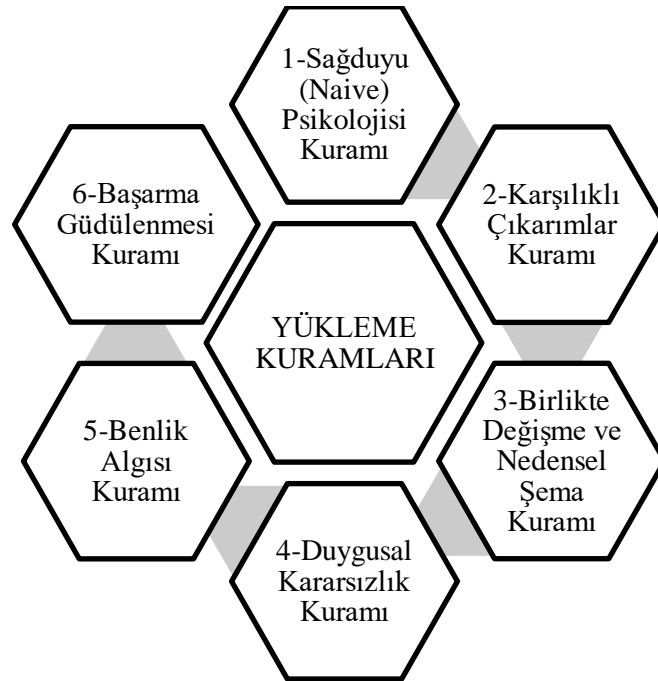 1-Sağduyu
(Naive)
Psikolojisi
Kuramı
2-Karşılıklı
Çıkarımlar
Kuramı
3-Birlikte
Değişme ve
Nedensel
Şema
Kuramı
4-Duygusal
Kararsızlık
Kuramı
5-Benlik
Algısı
Kuramı
6-Başarma
Güdülenmesi
Kuramı
YÜKLEME
KURAMLARI